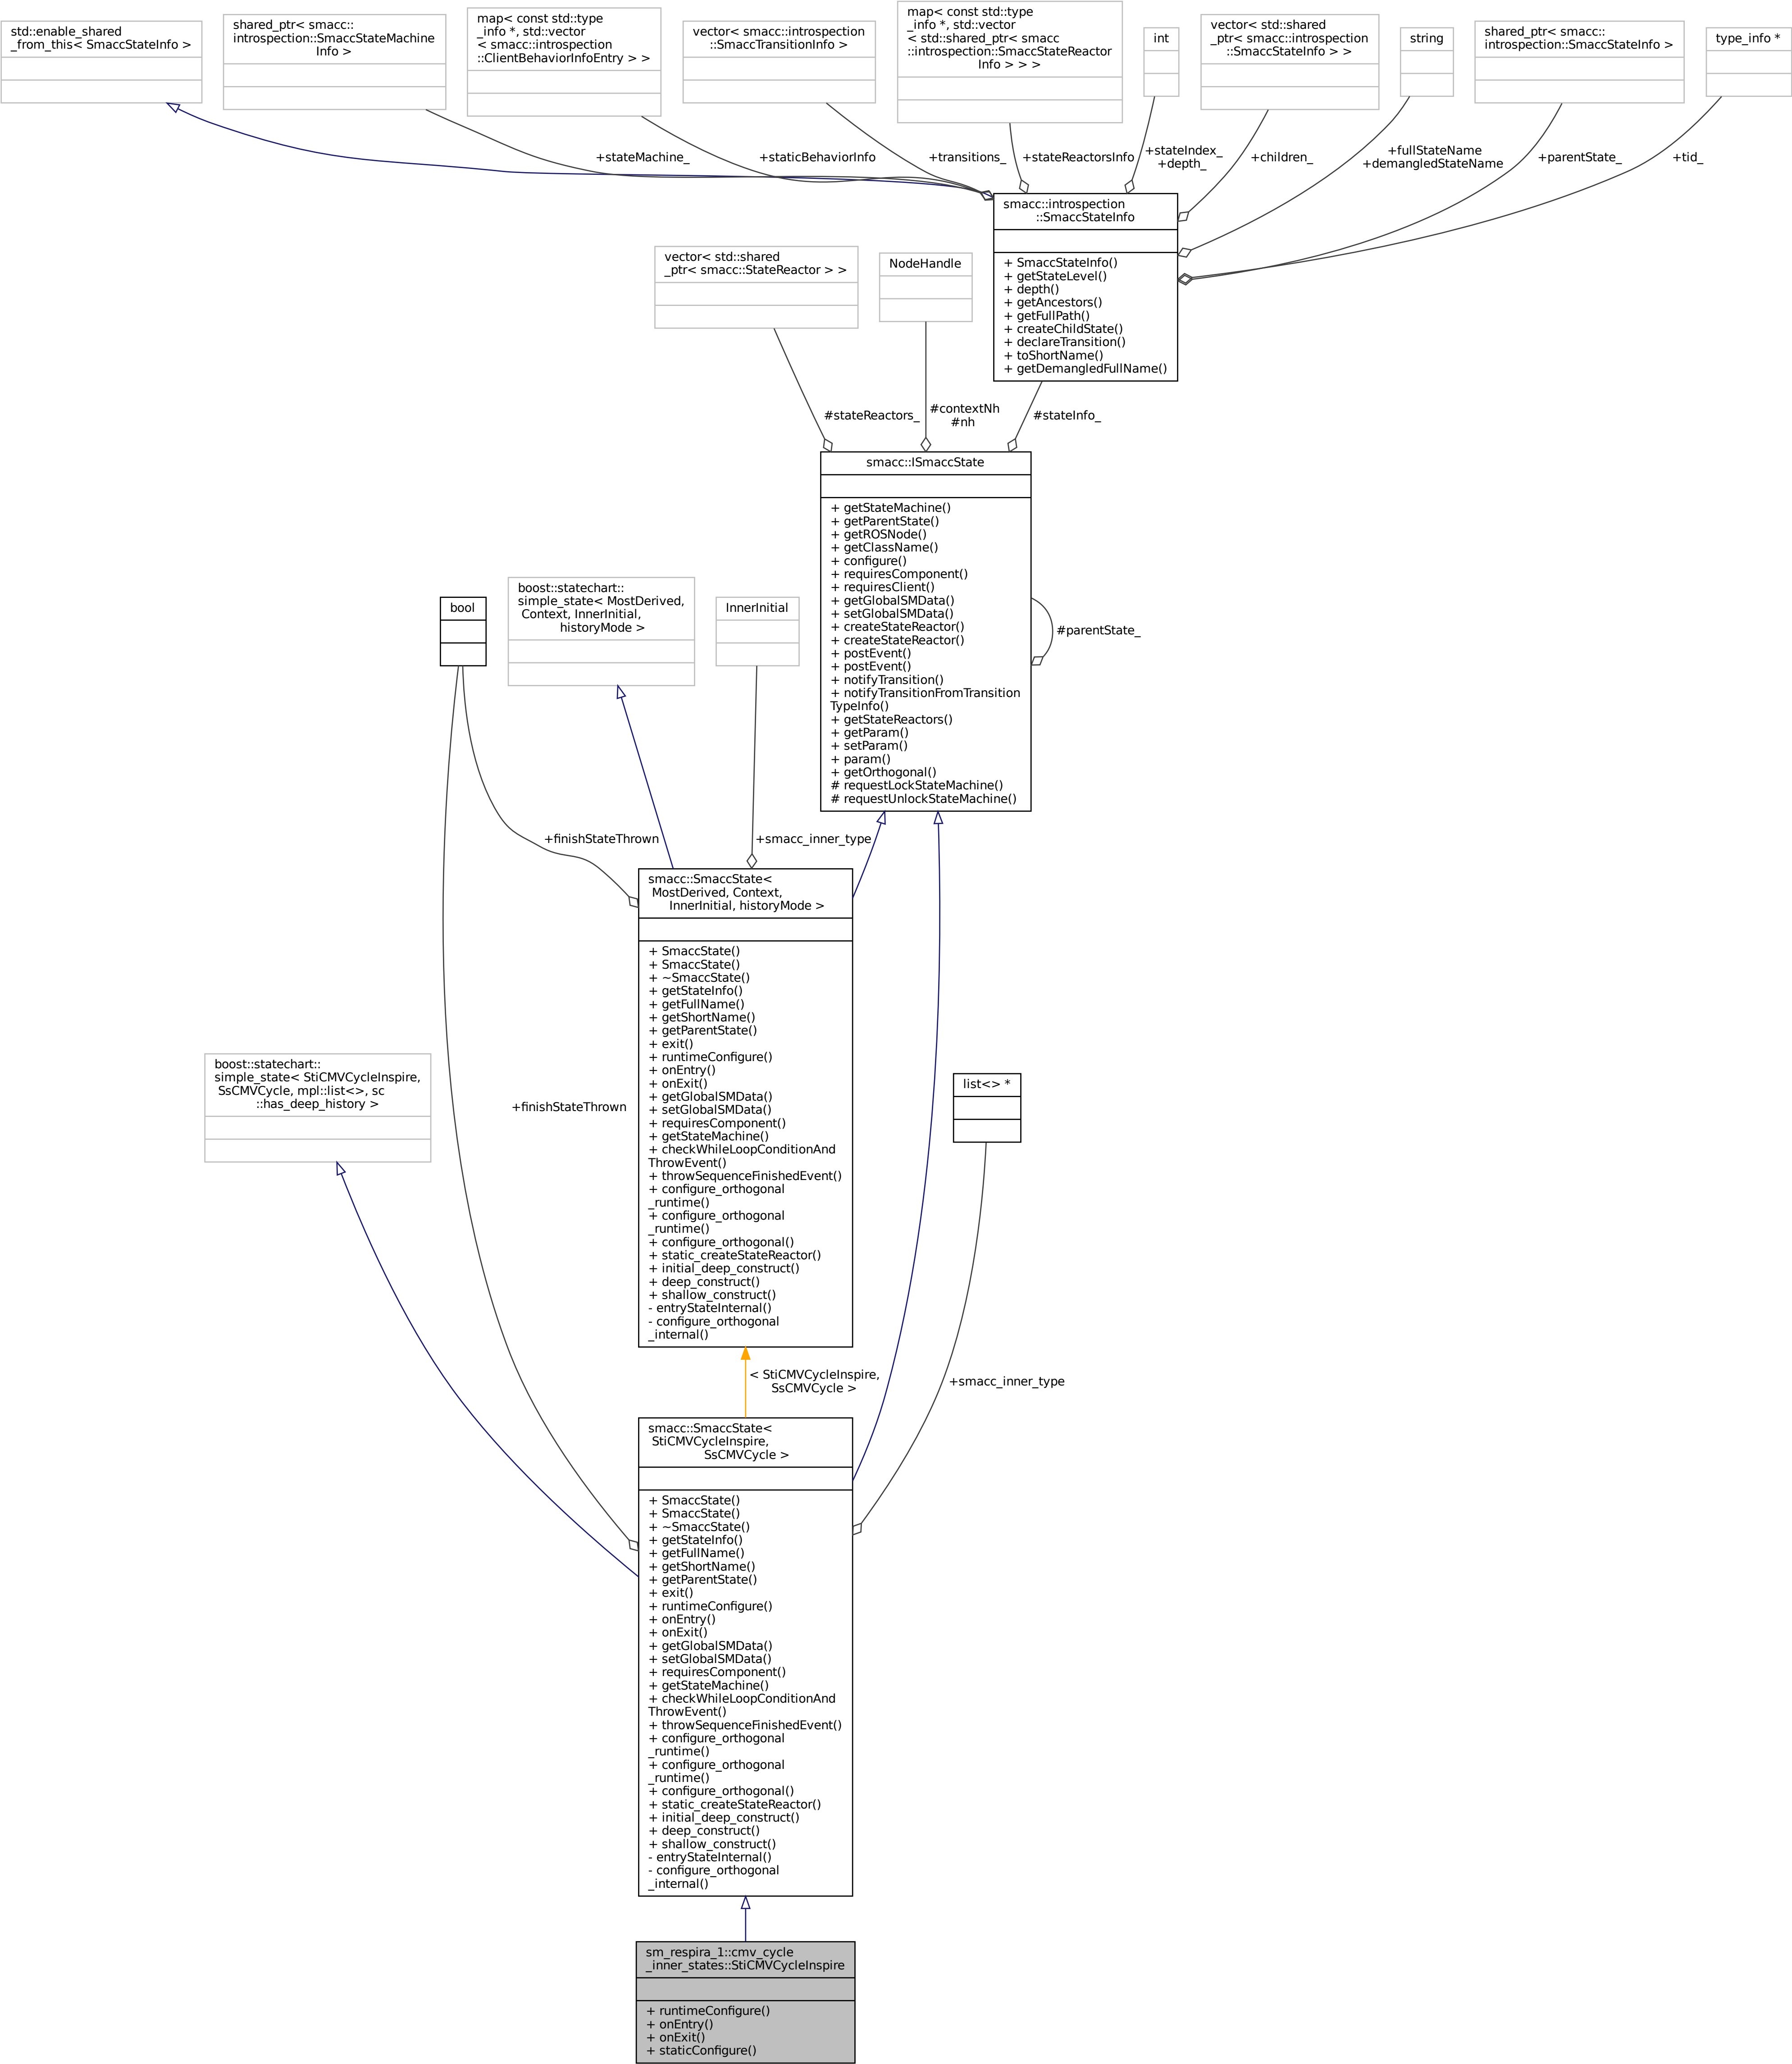 std::enable_shared
_from_this< SmaccStateInfo >
shared_ptr< smacc::
introspection::SmaccStateMachine
Info >
map< const std::type
_info *, std::vector
< smacc::introspection
::ClientBehaviorInfoEntry > >
vector< smacc::introspection
::SmaccTransitionInfo >
map< const std::type
_info *, std::vector
< std::shared_ptr< smacc
::introspection::SmaccStateReactor
Info > > >
int
vector< std::shared
_ptr< smacc::introspection
::SmaccStateInfo > >
string
shared_ptr< smacc::
introspection::SmaccStateInfo >
type_info *
+stateMachine_
+staticBehaviorInfo
+transitions_
+stateReactorsInfo
+stateIndex_
+depth_
+children_
+fullStateName
+demangledStateName
+parentState_
+tid_
smacc::introspection
::SmaccStateInfo
+ SmaccStateInfo()
+ getStateLevel()
+ depth()
+ getAncestors()
+ getFullPath()
+ createChildState()
+ declareTransition()
+ toShortName()
+ getDemangledFullName()
vector< std::shared
_ptr< smacc::StateReactor > >
NodeHandle
#stateReactors_
#contextNh
#nh
#stateInfo_
smacc::ISmaccState
+ getStateMachine()
+ getParentState()
+ getROSNode()
+ getClassName()
+ configure()
+ requiresComponent()
+ requiresClient()
+ getGlobalSMData()
+ setGlobalSMData()
+ createStateReactor()
+ createStateReactor()
+ postEvent()
+ postEvent()
+ notifyTransition()
+ notifyTransitionFromTransition
TypeInfo()
+ getStateReactors()
+ getParam()
+ setParam()
+ param()
+ getOrthogonal()
# requestLockStateMachine()
# requestUnlockStateMachine()
#parentState_
bool
boost::statechart::
simple_state< MostDerived,
Context, InnerInitial,
historyMode >
InnerInitial
+finishStateThrown
+smacc_inner_type
smacc::SmaccState<
MostDerived, Context,
InnerInitial, historyMode >
+ SmaccState()
+ SmaccState()
+ ~SmaccState()
+ getStateInfo()
+ getFullName()
+ getShortName()
+ getParentState()
+ exit()
+ runtimeConfigure()
+ onEntry()
+ onExit()
+ getGlobalSMData()
+ setGlobalSMData()
+ requiresComponent()
+ getStateMachine()
+ checkWhileLoopConditionAnd
ThrowEvent()
+ throwSequenceFinishedEvent()
+ configure_orthogonal
_runtime()
+ configure_orthogonal
_runtime()
+ configure_orthogonal()
+ static_createStateReactor()
+ initial_deep_construct()
+ deep_construct()
+ shallow_construct()
- entryStateInternal()
- configure_orthogonal
_internal()
boost::statechart::
simple_state< StiCMVCycleInspire,
SsCMVCycle, mpl::list<>, sc
::has_deep_history >
+finishStateThrown
list<> *
< StiCMVCycleInspire,
SsCMVCycle >
+smacc_inner_type
smacc::SmaccState<
StiCMVCycleInspire,
SsCMVCycle >
+ SmaccState()
+ SmaccState()
+ ~SmaccState()
+ getStateInfo()
+ getFullName()
+ getShortName()
+ getParentState()
+ exit()
+ runtimeConfigure()
+ onEntry()
+ onExit()
+ getGlobalSMData()
+ setGlobalSMData()
+ requiresComponent()
+ getStateMachine()
+ checkWhileLoopConditionAnd
ThrowEvent()
+ throwSequenceFinishedEvent()
+ configure_orthogonal
_runtime()
+ configure_orthogonal
_runtime()
+ configure_orthogonal()
+ static_createStateReactor()
+ initial_deep_construct()
+ deep_construct()
+ shallow_construct()
- entryStateInternal()
- configure_orthogonal
_internal()
sm_respira_1::cmv_cycle
_inner_states::StiCMVCycleInspire
+ runtimeConfigure()
+ onEntry()
+ onExit()
+ staticConfigure()